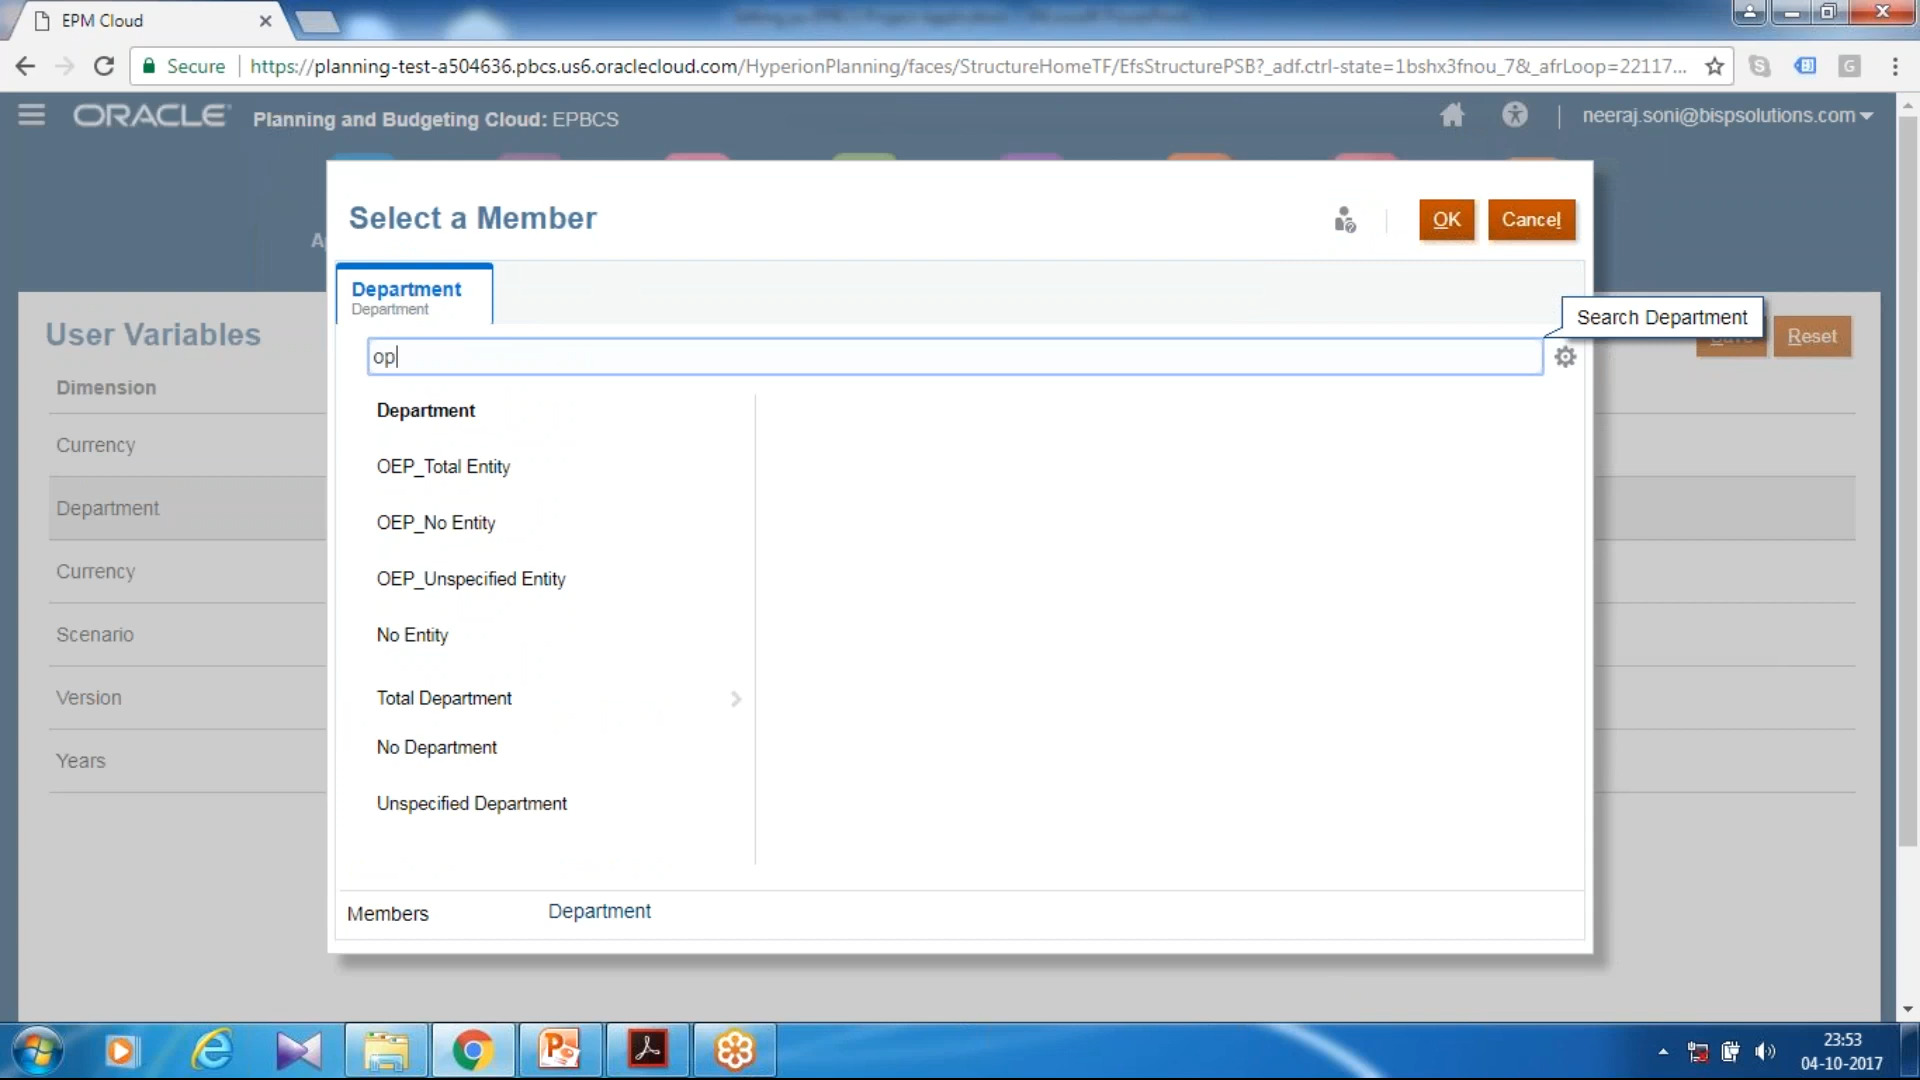 EPM Cloud
Secure
https://planning-test-a504636.pbcs.us6.oraclecloud.com/HyperionPlanning/faces/StructureHomeTF/EfsStructurePSB?_adf.ctrl-state=1bshx3fnou_7&_afrLoop=22117...
ORACLE Planning and Budgeting Cloud: EPBCS
neeraj.soni@bispsolutions.com
Select a Member
OK
Cancel
Department
Department
Search Department
User Variables
Reset
op
Dimension
Currency
Department
Currency
Scenario
Version
Years
Department
OEP_Total Entity
OEP_No Entity
OEP_Unspecified Entity
No Entity
Total Department
No Department
Unspecified Department
Members
Department
23:53
04-10-2017